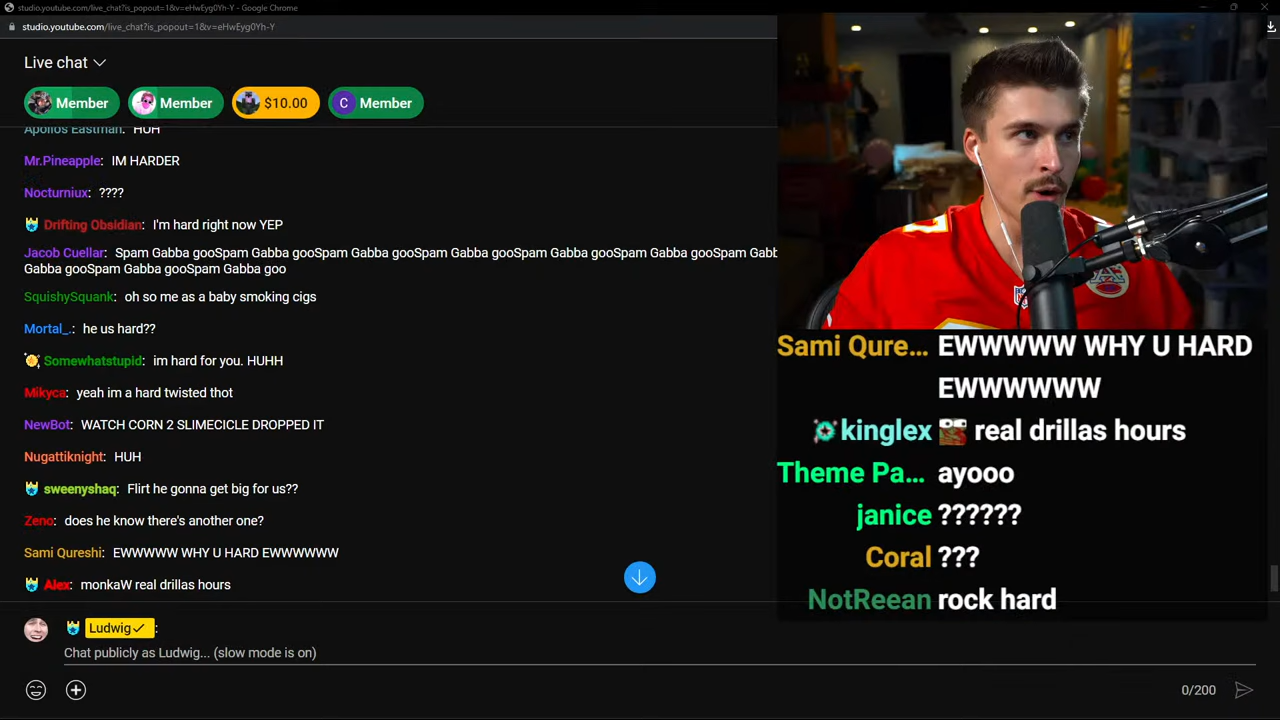 studio.youtube.com/live_chat?is_popout=1&v=eHwEyg0Yh-Y - Google Chrome
studio.youtube.com/live_chat?is_popout=1&v=eHwEyg0Yh-Y
Live chat
Member
Member
$10.00
C Member
Apollos Eastman: HUH
Mr.Pineapple: IM HARDER
Nocturniux: ????
Drifting Obsidian: I'm hard right now YEP
Jacob Cuellar: Spam Gabba gooSpam Gabba gooSpam Gabba gooSpam Gabba gooSpam Gabba gooSpam Gabba gooSpam Gabb
Gabba gooSpam Gabba gooSpam Gabba goo
SquishySquank: oh so me as a baby smoking cigs
Mortal_.: he us hard??
Somewhatstupid: im hard for you. HUHH
Mikyca: yeah im a hard twisted thot
NewBot: WATCH CORN 2 SLIMECICLE DROPPED IT
Nugattiknight: HUH
sweenyshaq: Flirt he gonna get big for us??
Zeno: does he know there's another one?
Sami Qureshi: EWWWWW WHY U HARD EWWWWWW
Alex: monkaW real drillas hours
Ludwig :
Chat publicly as Ludwig... (slow mode is on)
0/200
Sami Qure... EWWWWW WHY U HARD
EWWWWWW
kinglex real drillas hours
Theme Pa... ayooo
janice ??????
Coral ???
NotReean rock hard